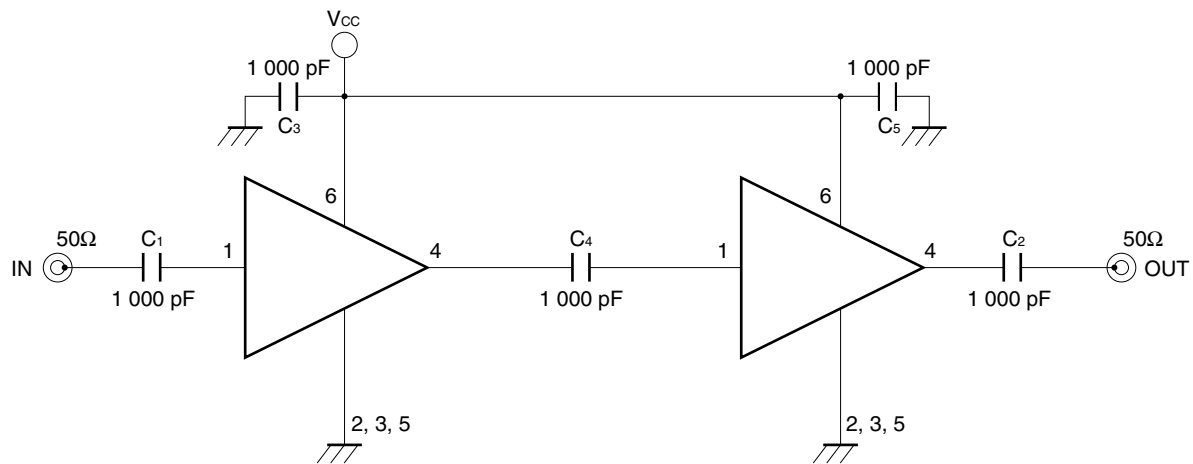 VCC
1 000 pF
1 000 pF
C3
C5
6
6
50Ω
C1
1
4
C4
1
4
C2
50Ω
IN
OUT
1 000 pF
1 000 pF
1 000 pF
2, 3, 5
2, 3, 5